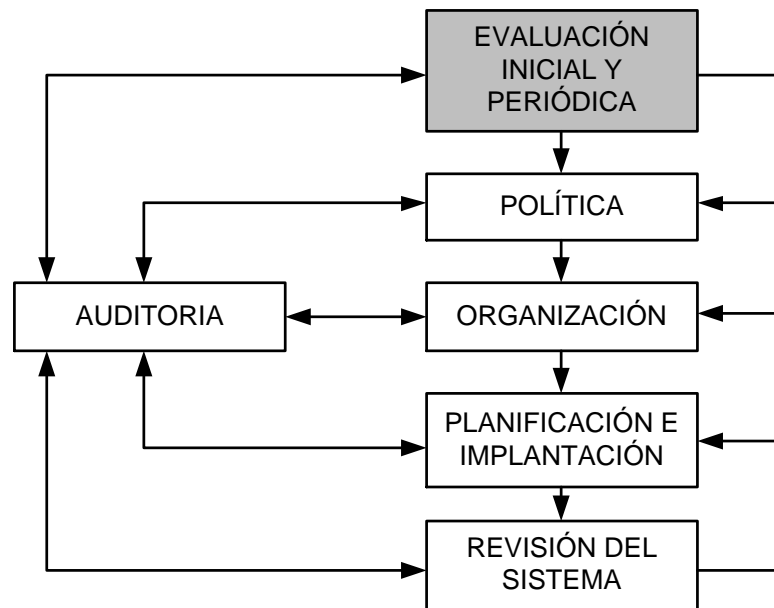 EVALUACIÓN
INICIAL Y
PERIÓDICA
POLÍTICA
AUDITORIA
ORGANIZACIÓN
PLANIFICACIÓN E
IMPLANTACIÓN
REVISIÓN DEL
SISTEMA